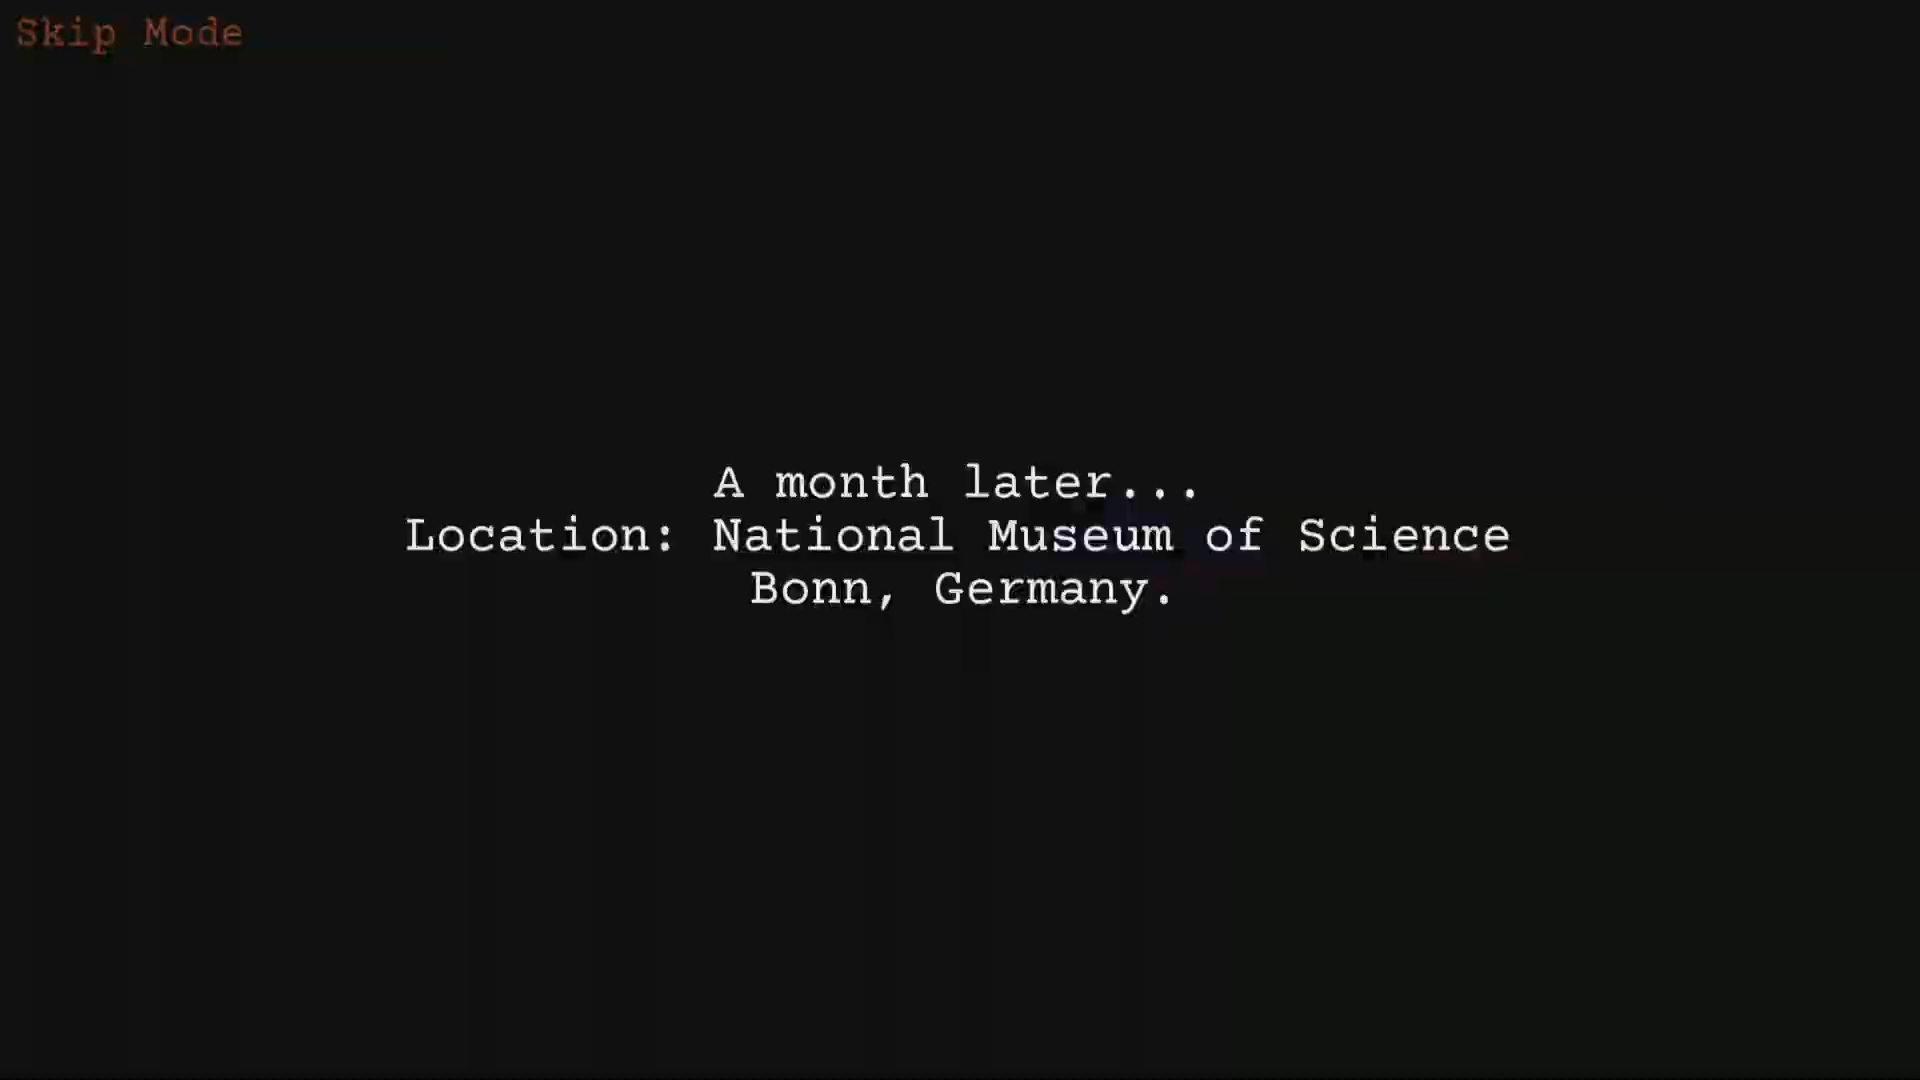 Skip Mode
A month later...
Location: National Museum of Science
Bonn, Germany.